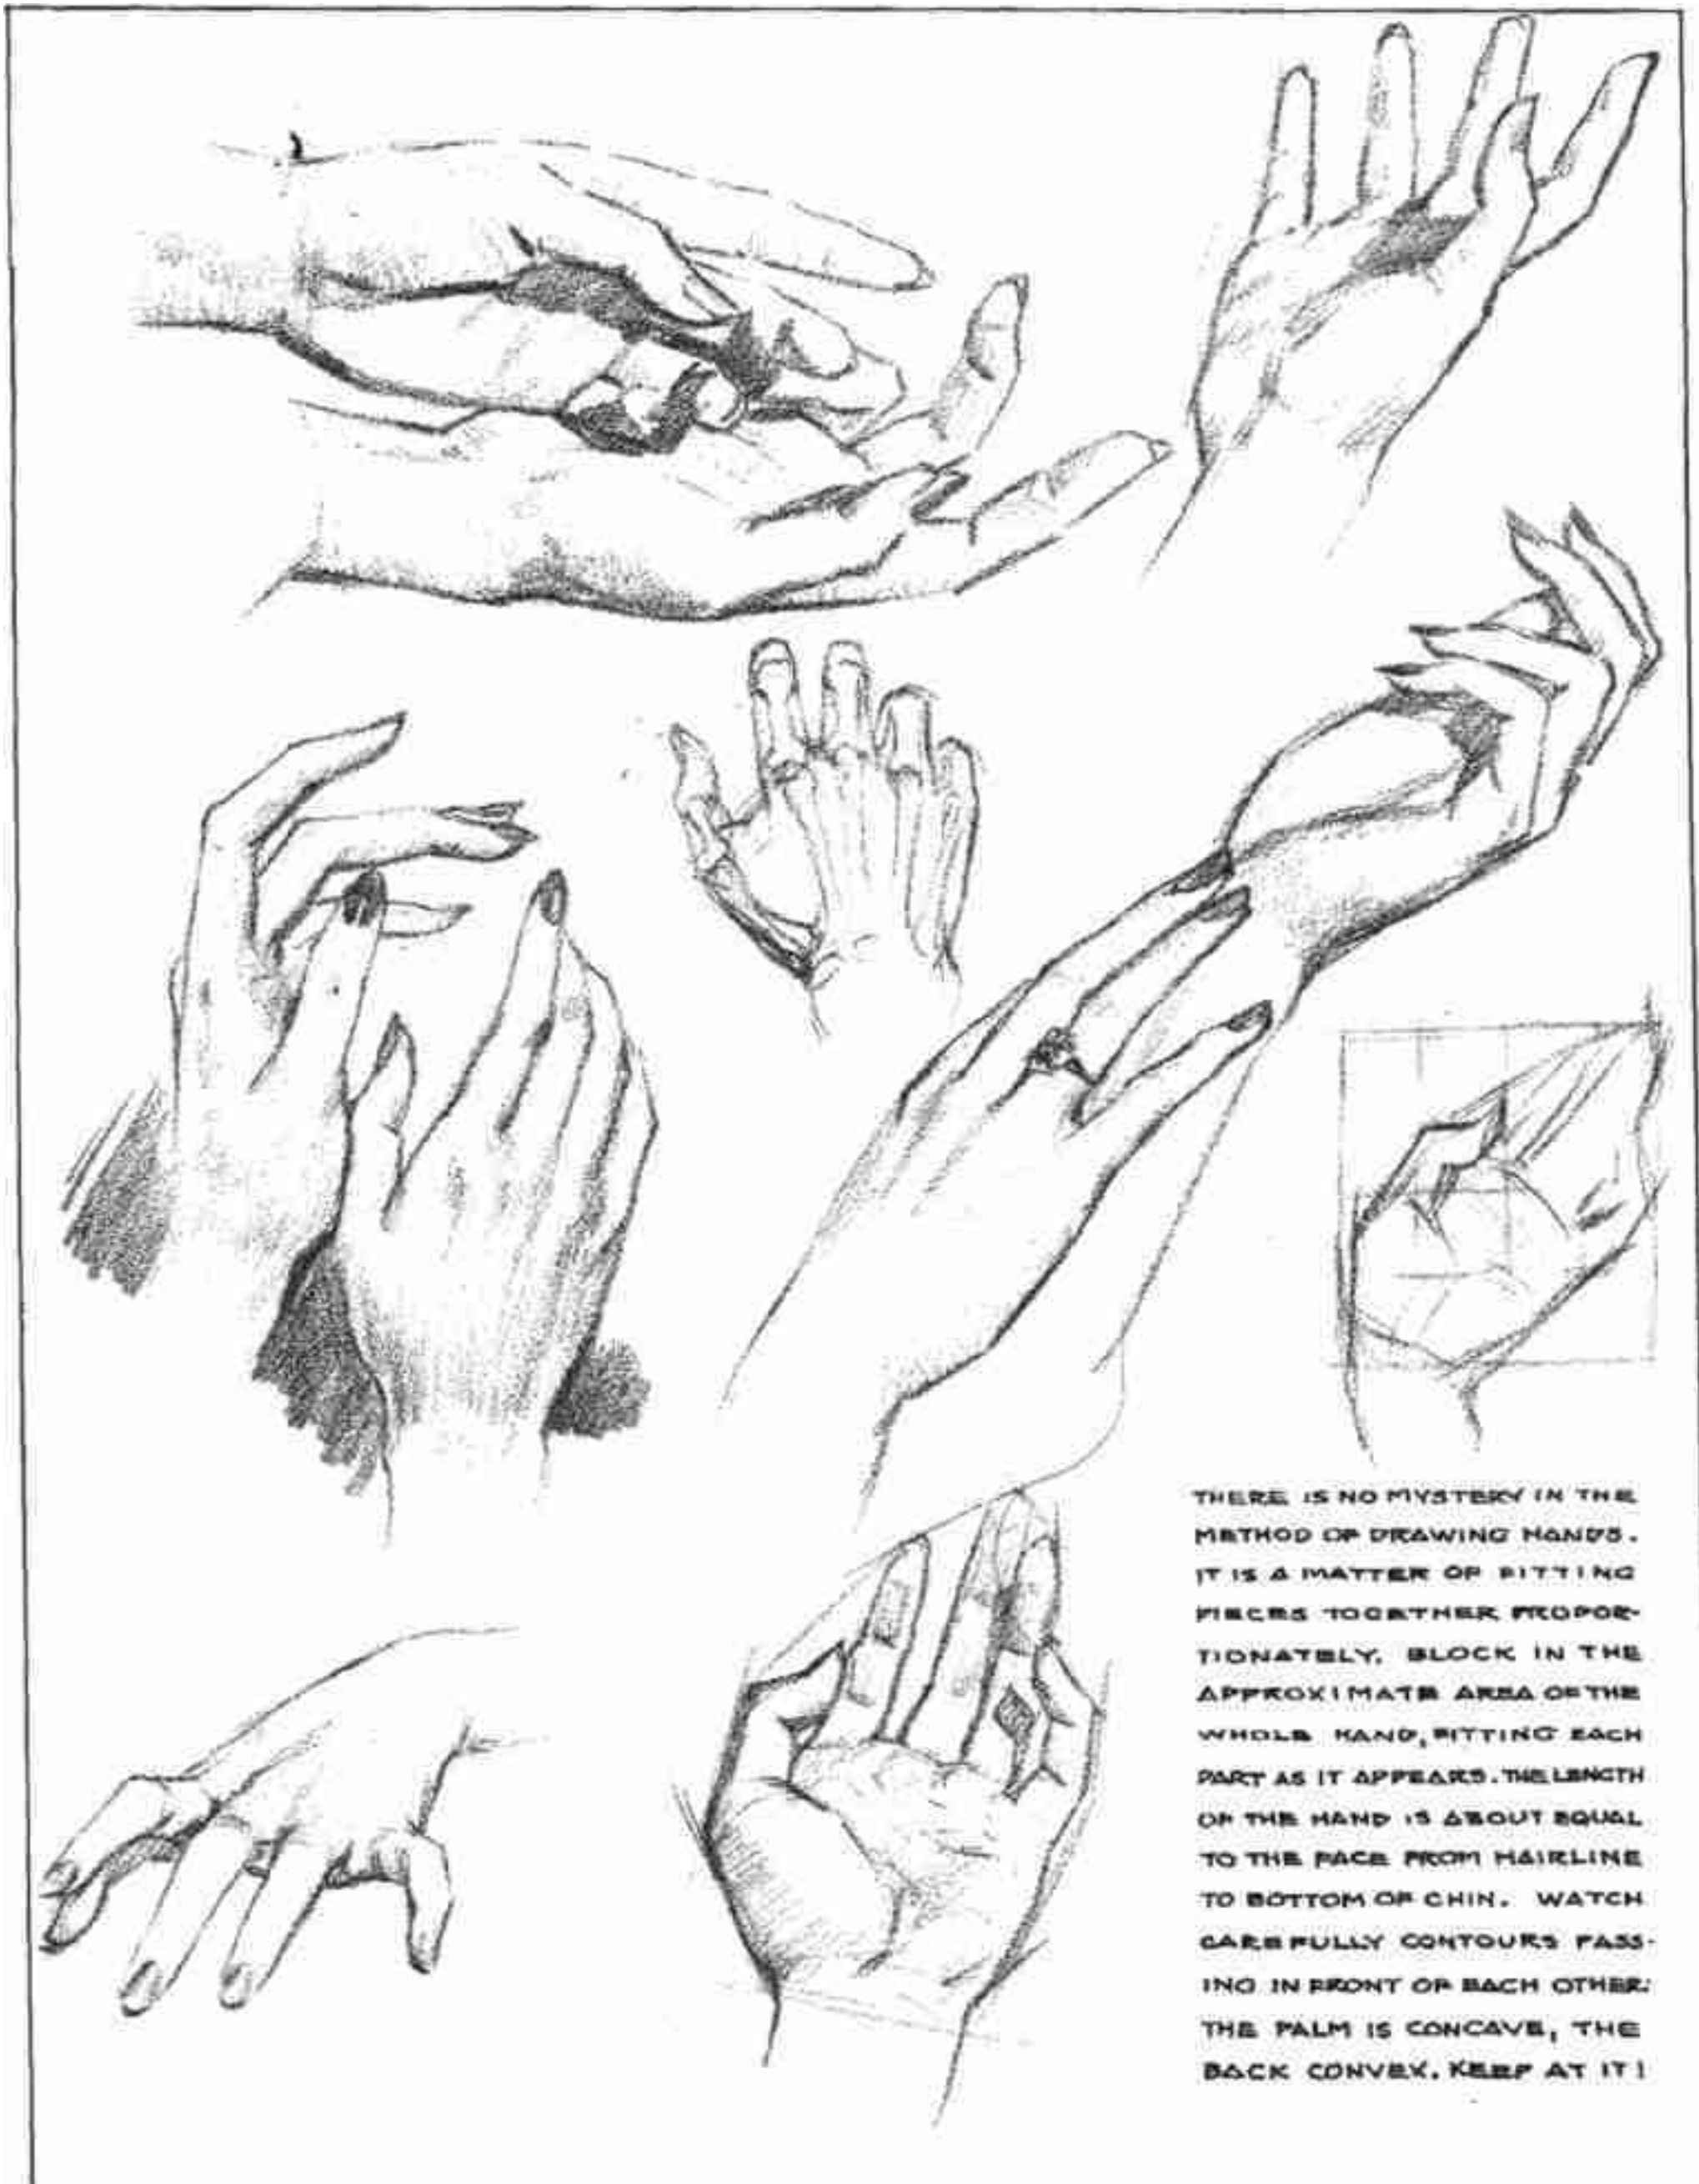 THERE IS NO MYSTERY IN THE
METHOD OF DRAWING HANDS.
IT IS A MATTER OF FITTING
PIECES TOGETHER PROPOR-
TIONATELY. BLOCK IN THE
APPROXIMATE AREA OF THE
WHOLE HAND, FITTING EACH
PART AS IT APPEARS. THE LENGTH
OF THE HAND IS ABOUT EQUAL
TO THE FACE FROM HAIRLINE
TO BOTTOM OF CHIN. WATCH
CAREFULLY CONTOURS PASS-
ING IN FRONT OF EACH OTHER.
THE PALM IS CONCAVE, THE
BACK CONVEX. KEEP AT IT!